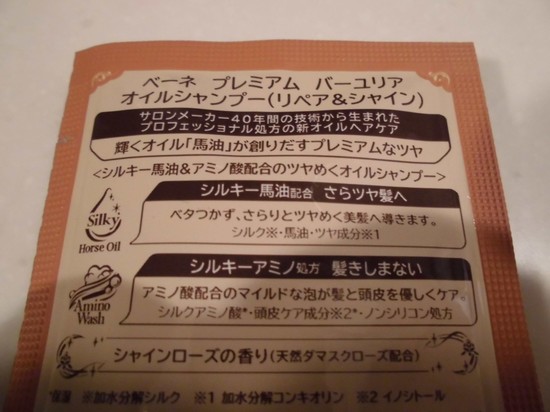 ベーネ プレミアム バーユリア
オイルシャンプー(リペア&シャイン)
サロンメーカー40年間の技術から生まれた
プロフェッショナル処方の新オイルヘアケア
輝くオイル「馬油」が創りだすプレミアムなツヤ
<シルキー馬油&アミノ酸配合のツヤめくオイルシャンプー>
Silky
Horse Oil
シルキー馬油配合 さらツヤ髪へ
ベタつかず、さらりとツヤめく美髪へ導きます。
シルク※・馬油・ツヤ成分※1
Amino
Wash
シルキーアミノ処方 髪きしまない
アミノ酸配合のマイルドな泡が髪と頭皮を優しくケア。
シルクアミノ酸*・頭皮ケア成分※2*・ノンシリコン処方
シャインローズの香り(天然ダマスクローズ配合)
※加水分解シルク ※1 加水分解コンキオリン ※2 イノシトール